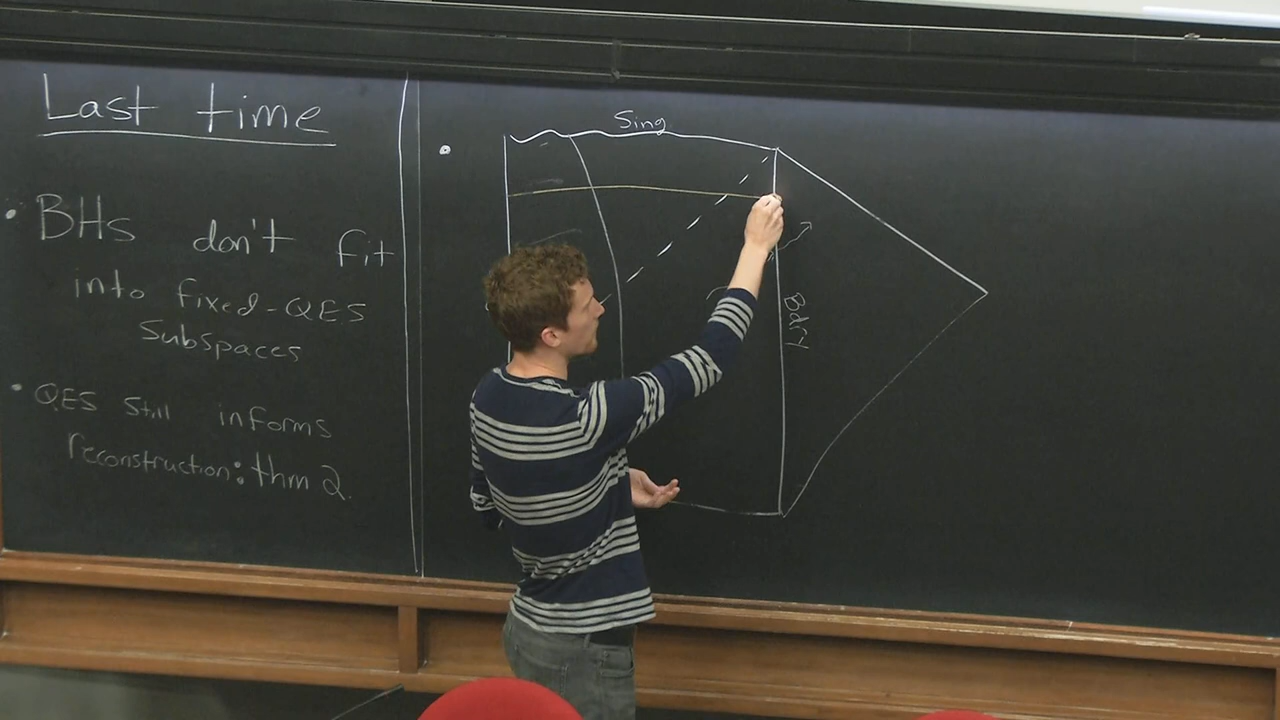 Last time
• BHs don't fit
into fixed-QES
Subspaces
• QES still informs
reconstruction: thm 2.
•
Sing
Bdry